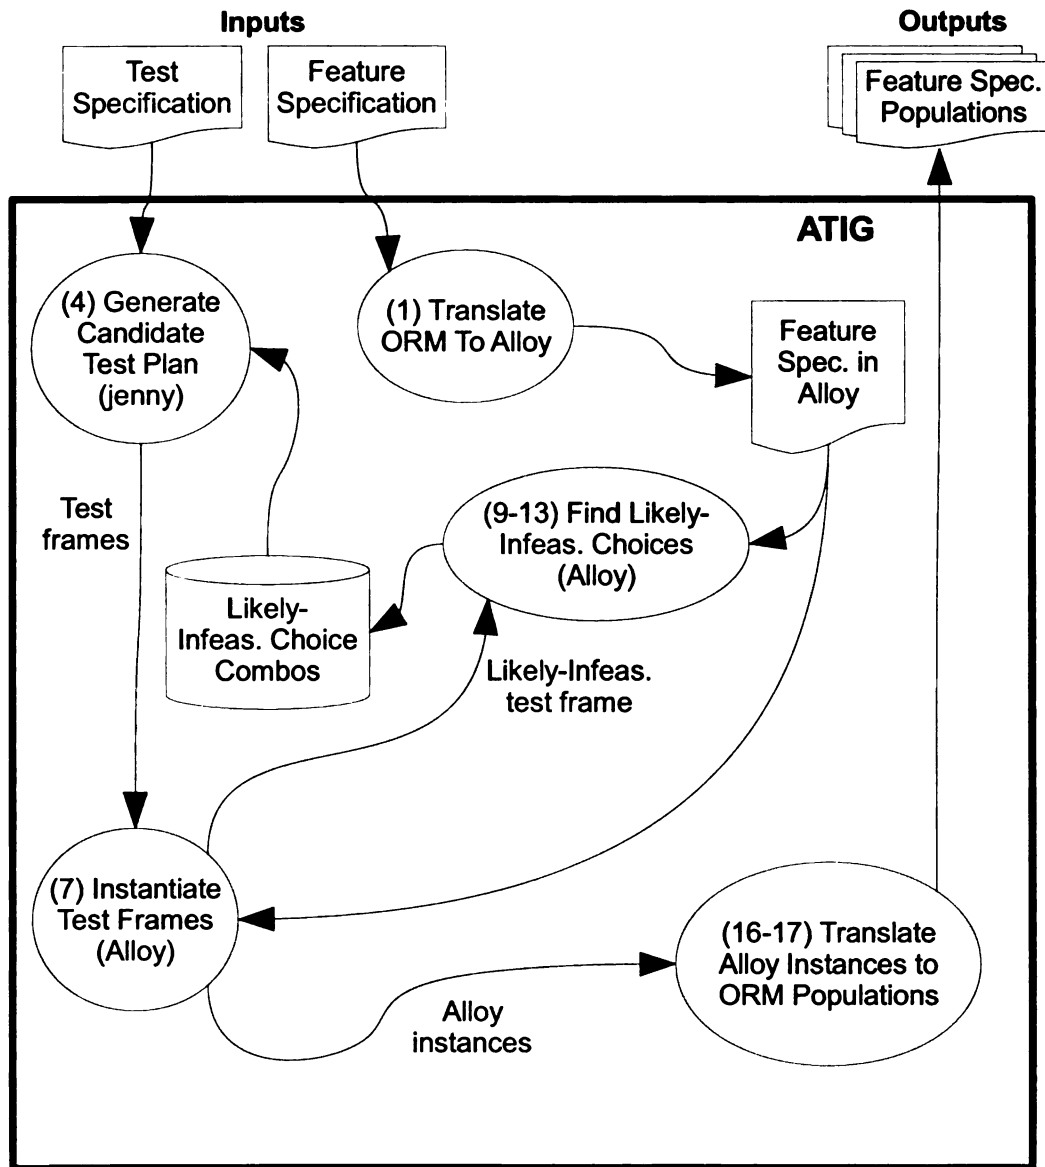 Inputs
Outputs
Test
Specification
Feature
Specification
Feature Spec.
Populations
ATIG
(4) Generate
Candidate
Test Plan
(jenny)
(1) Translate
ORM To Alloy
Feature
Spec. in
Alloy
Test
frames
(9-13) Find Likely-
Infeas. Choices
(Alloy)
Likely-
Infeas. Choice
Combos
Likely-Infeas.
test frame
(7) Instantiate
Test Frames
(Alloy)
(16-17) Translate
Alloy Instances to
ORM Populations
Alloy
instances